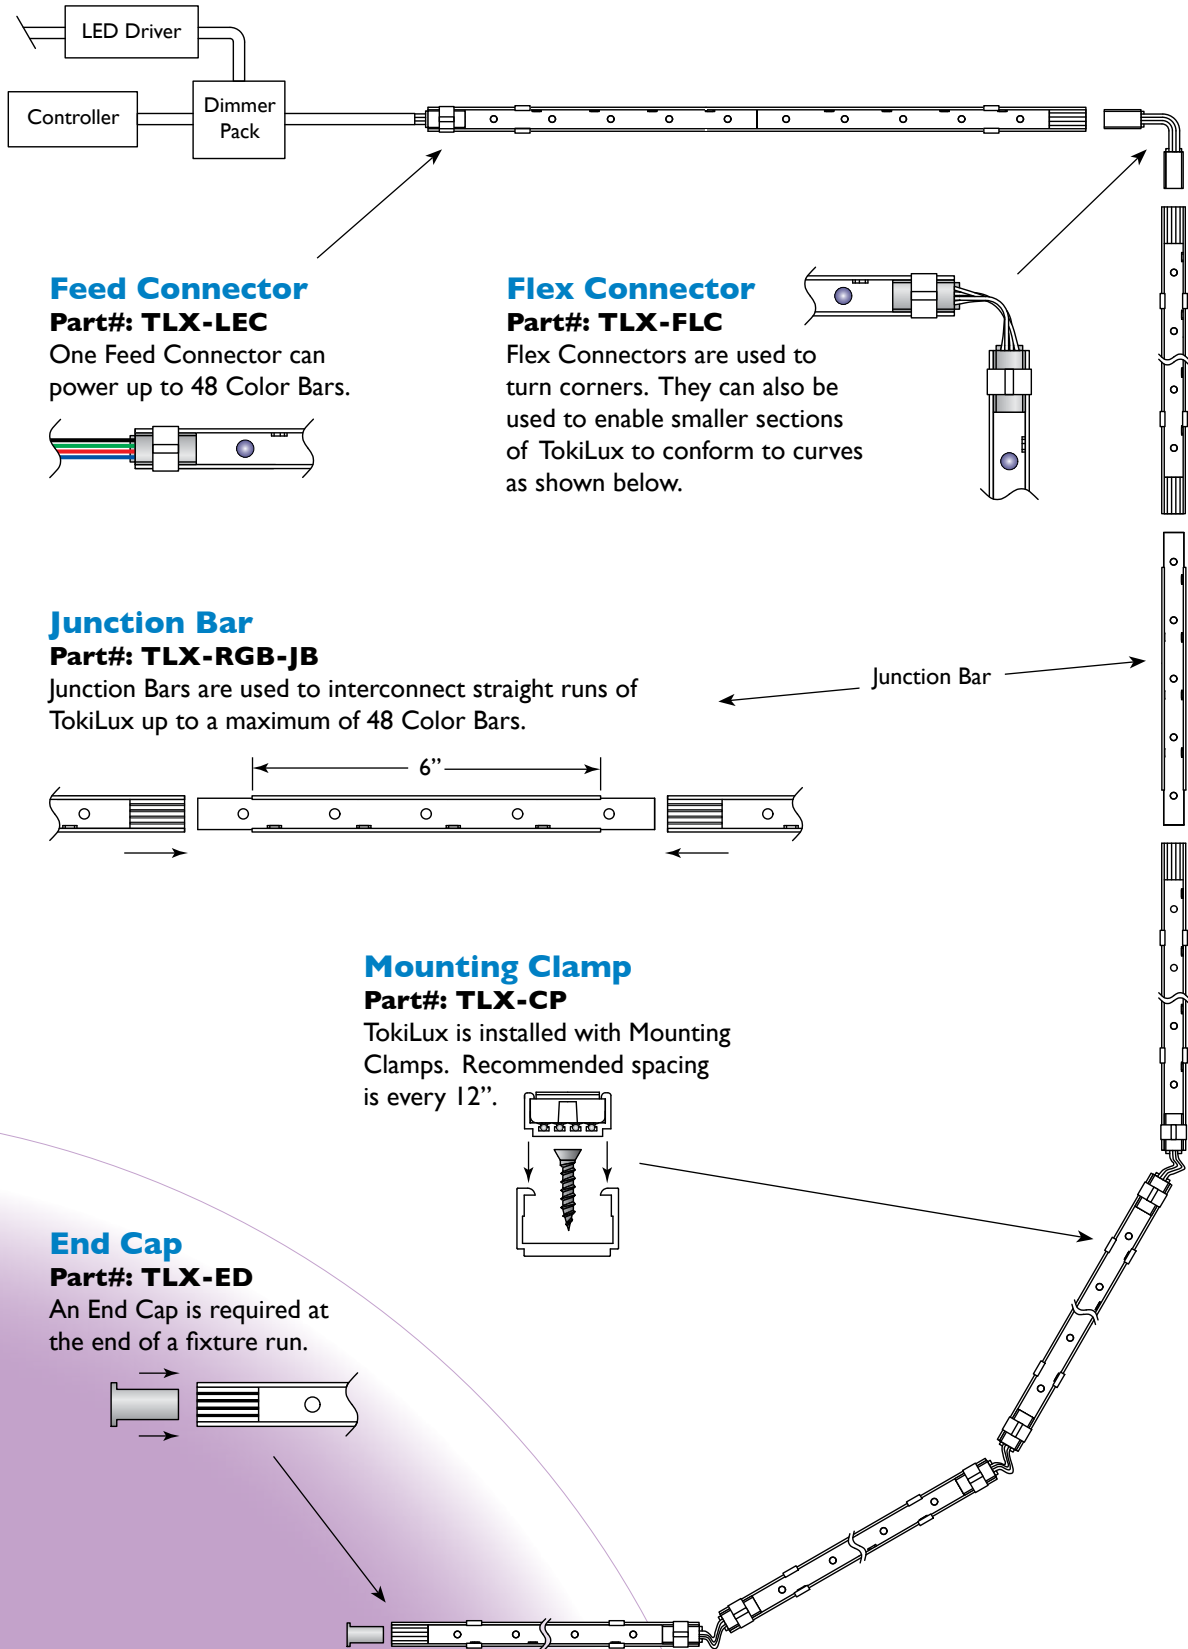 LED Driver
Controller
Dimmer
Pack
Feed Connector
Part#: TLX-LEC
One Feed Connector can
power up to 48 Color Bars.
Flex Connector
Part#: TLX-FLC
Flex Connectors are used to
turn corners. They can also be
used to enable smaller sections
of TokiLux to conform to curves
as shown below.
Junction Bar
Part#: TLX-RGB-JB
Junction Bars are used to interconnect straight runs of
TokiLux up to a maximum of 48 Color Bars.
Junction Bar
6”
Mounting Clamp
Part#: TLX-CP
TokiLux is installed with Mounting
Clamps. Recommended spacing
is every 12”.
End Cap
Part#: TLX-ED
An End Cap is required at
the end of a fixture run.